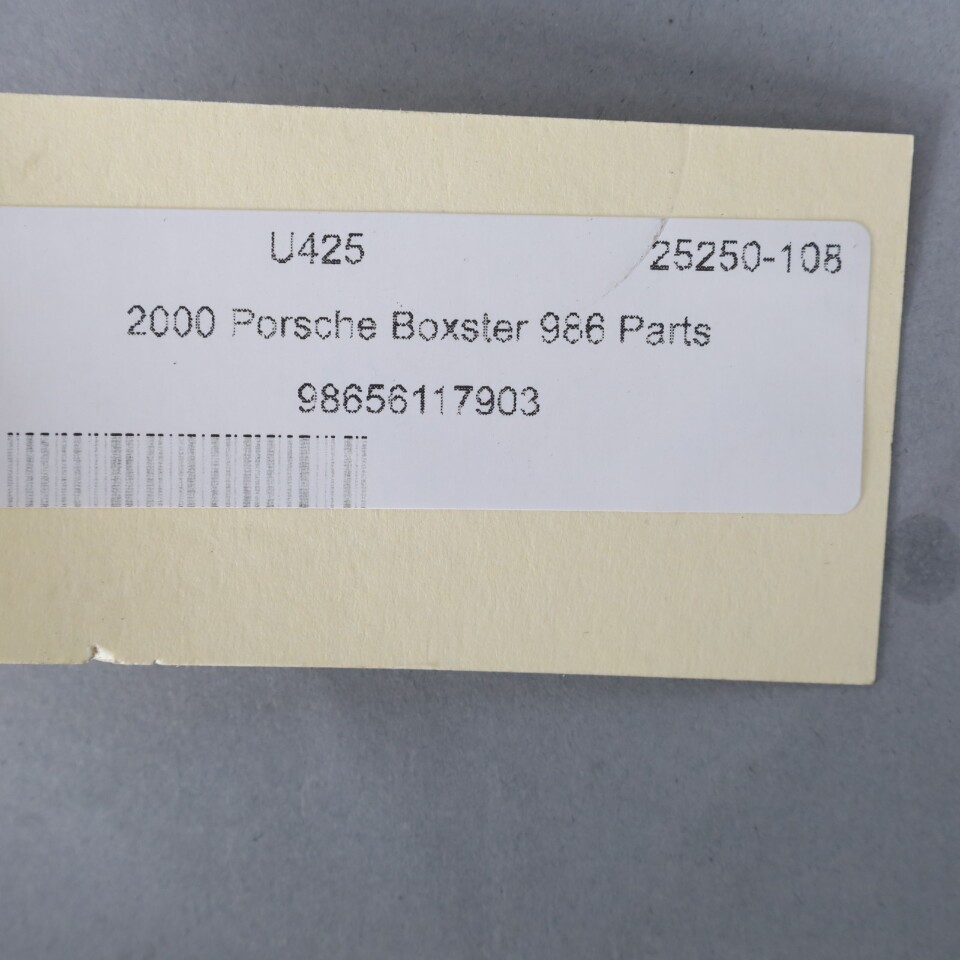 U425 25250-108
2000 Porsche Boxster 986 Parts
98656117903